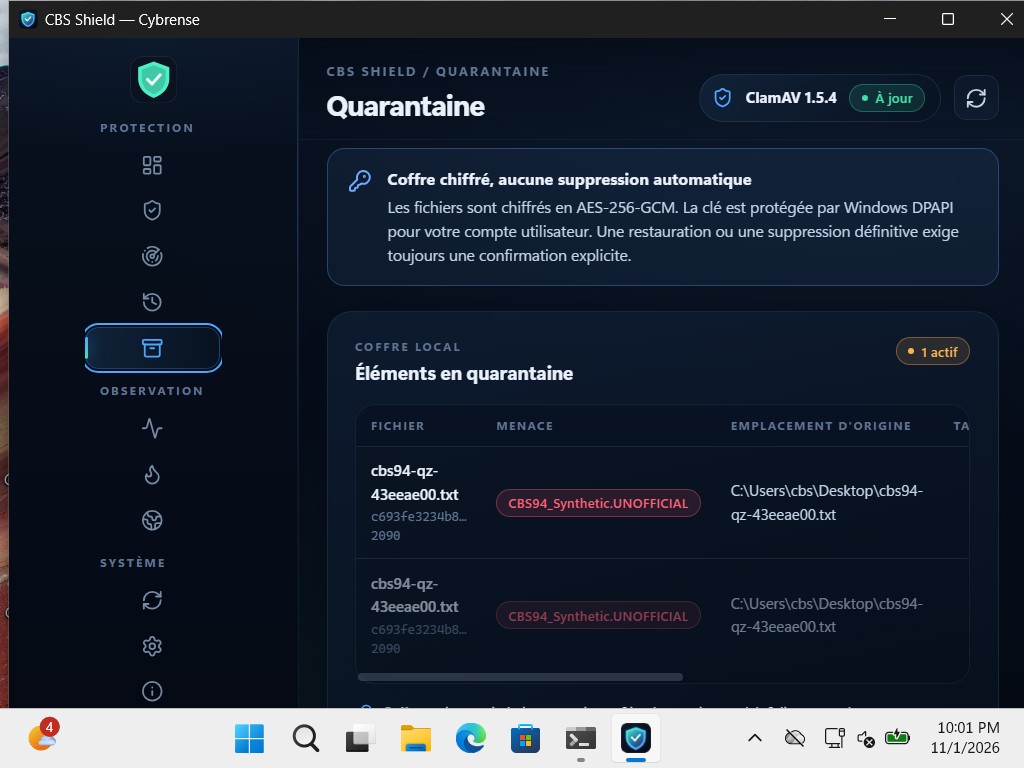 CBS Shield — Cybrense
PROTECTION
OBSERVATION
SYSTÈME
CBS SHIELD / QUARANTAINE
Quarantaine
ClamAV 1.5.4
À jour
Coffre chiffré, aucune suppression automatique
Les fichiers sont chiffrés en AES-256-GCM. La clé est protégée par Windows DPAPI
pour votre compte utilisateur. Une restauration ou une suppression définitive exige
toujours une confirmation explicite.
COFFRE LOCAL
Éléments en quarantaine
1 actif
FICHIER MENACE EMPLACEMENT D'ORIGINE TA
cbs94-qz-
43eeae00.txt
c693fe3234b8…
2090
CBS94_Synthetic.UNOFFICIAL
C:\Users\cbs\Desktop\cbs94-
qz-43eeae00.txt
cbs94-qz-
43eeae00.txt
c693fe3234b8…
2090
CBS94_Synthetic.UNOFFICIAL
C:\Users\cbs\Desktop\cbs94-
qz-43eeae00.txt
4
10:01 PM
11/1/2026